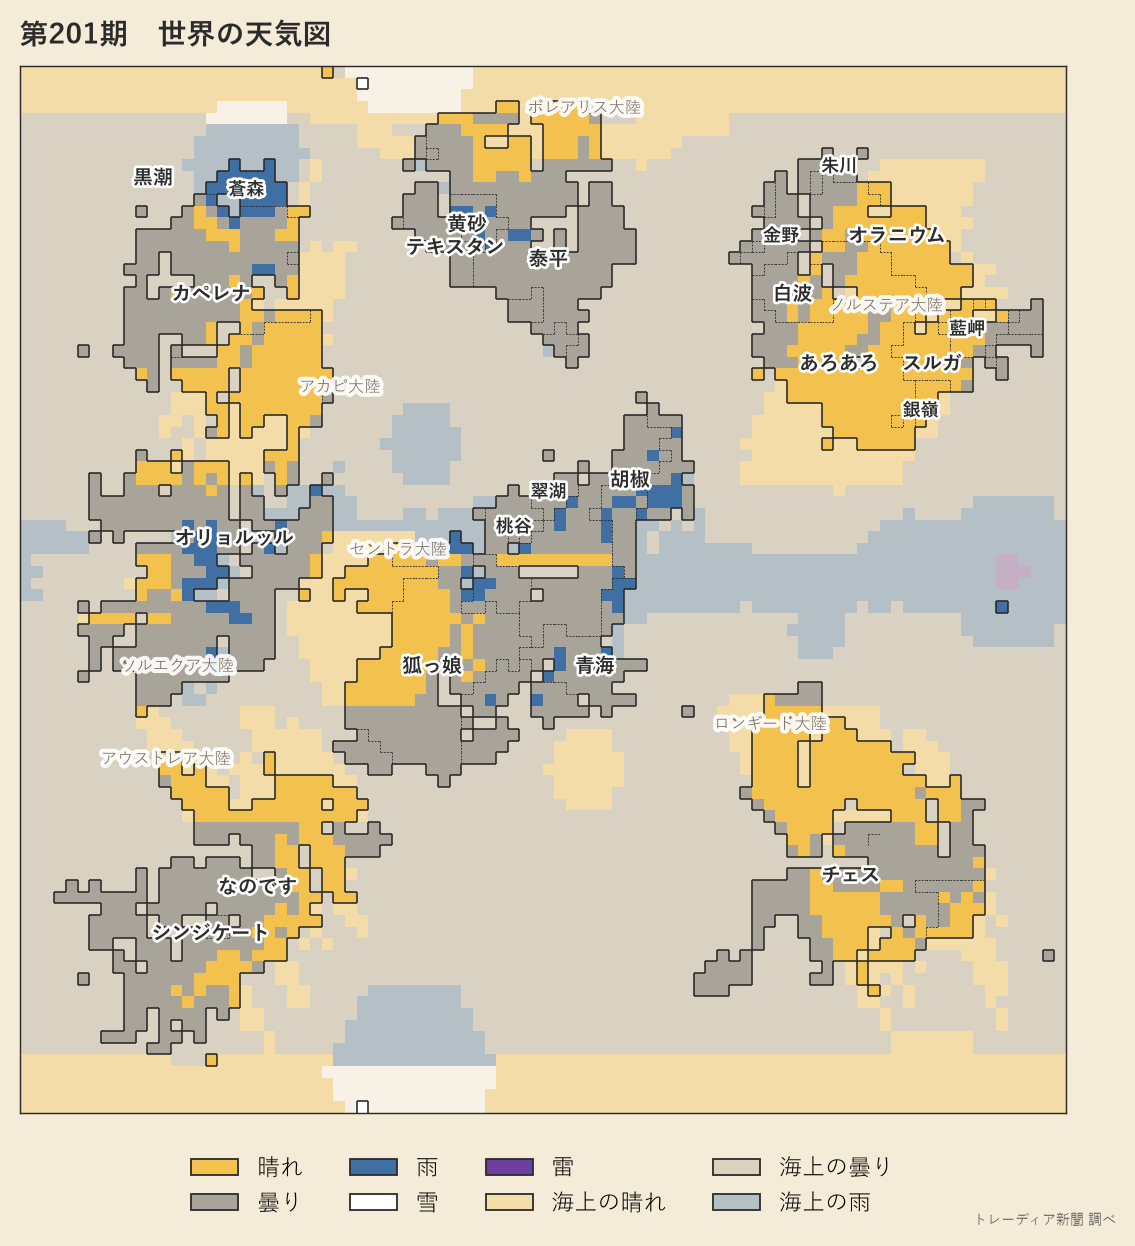 第201期　世界の天気図
ボレアリス大陸
朱川
黒潮
蒼森
黄砂
テキスタン
泰平
金野
オラニウム
カペレナ
白波
ノルステア大陸
藍岬
あろあろ
スルガ
アカピ大陸
銀嶺
胡椒
翠湖
桃谷
オリョルッル
セントラ大陸
ソルエクア大陸
狐っ娘
青海
ロンギード大陸
アウストレア大陸
チェス
なのです
シンジケート
晴れ
雨
雷
海上の曇り
曇り
雪
海上の晴れ
海上の雨
トレーディア新聞 調べ